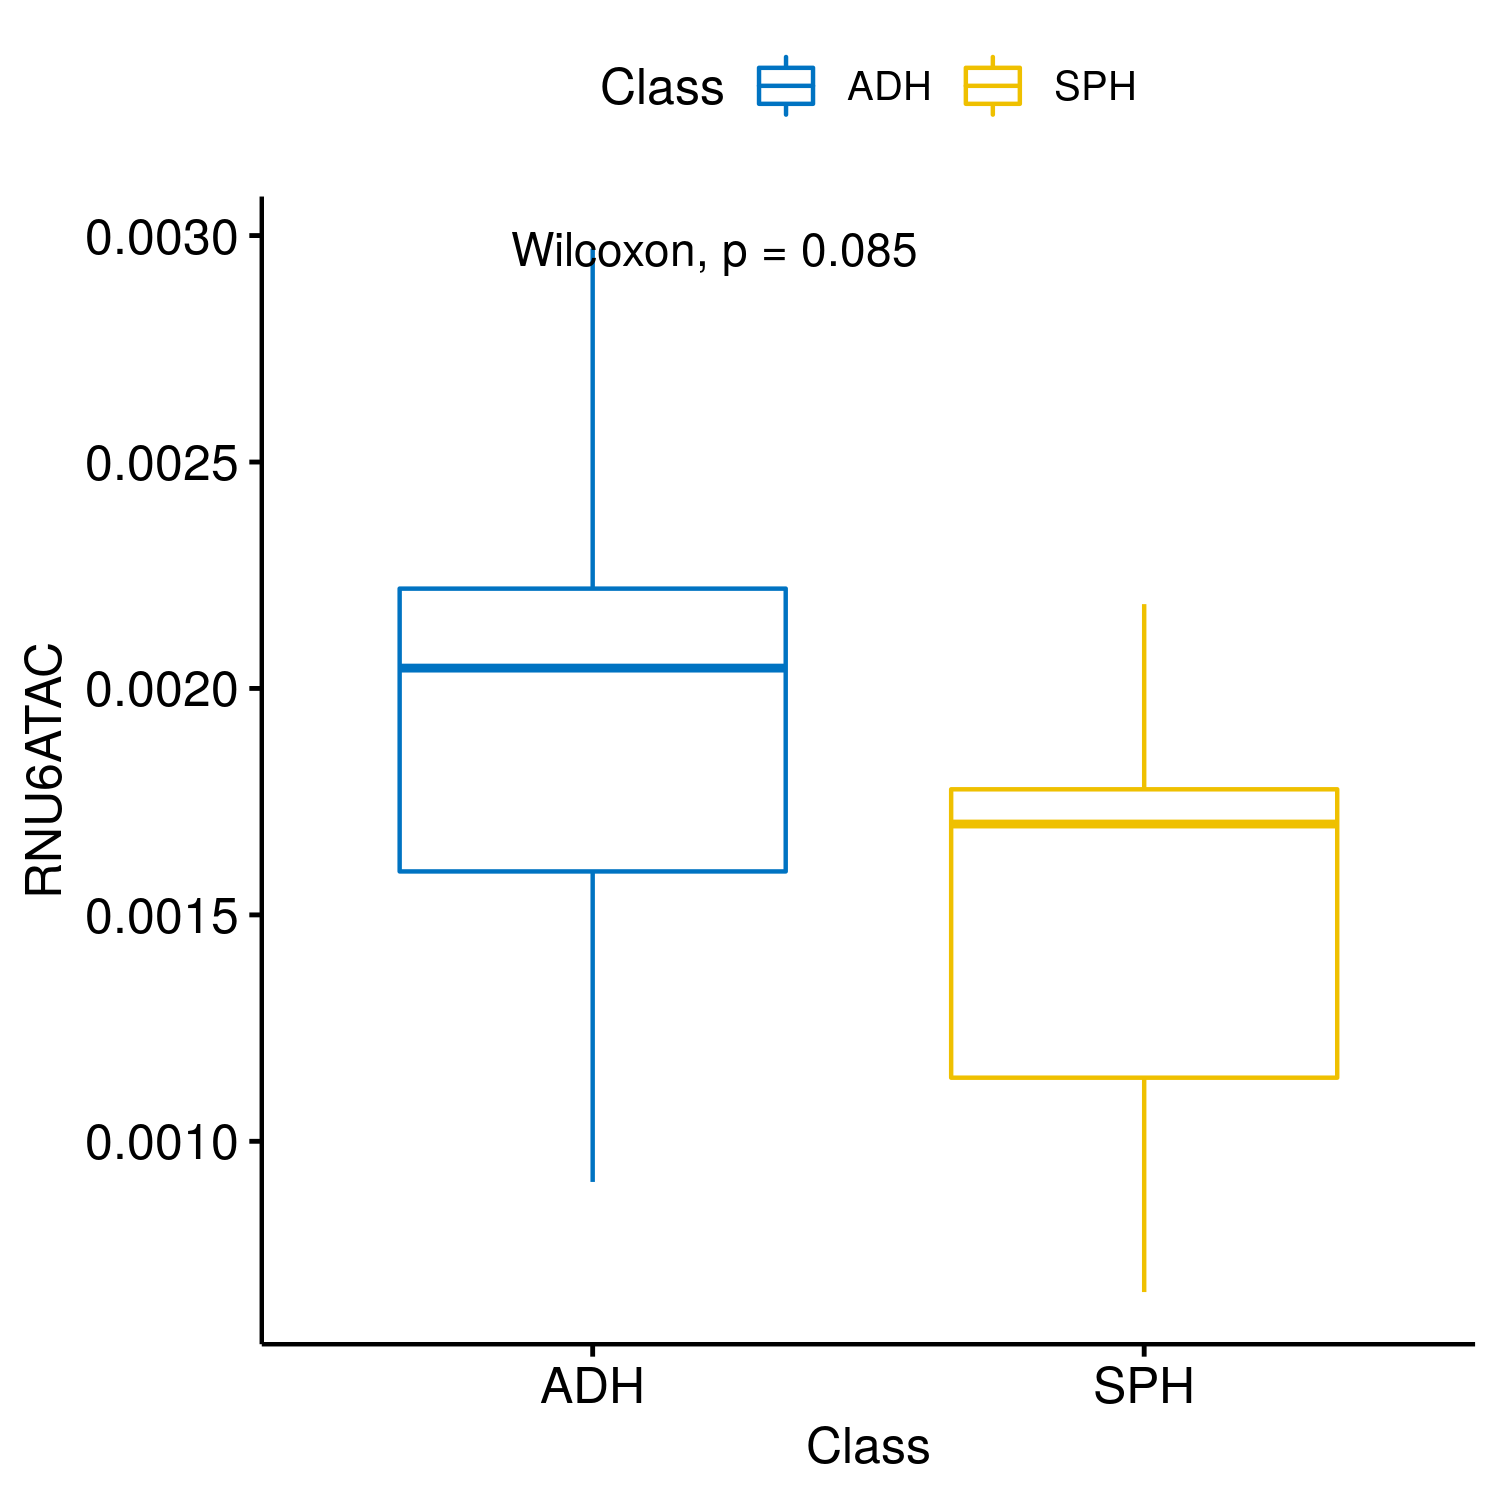 Class ADH SPH
Wilcoxon, p = 0.085
0.0030
0.0025
0.0020
0.0015
0.0010
RNU6ATAC
ADH SPH
Class